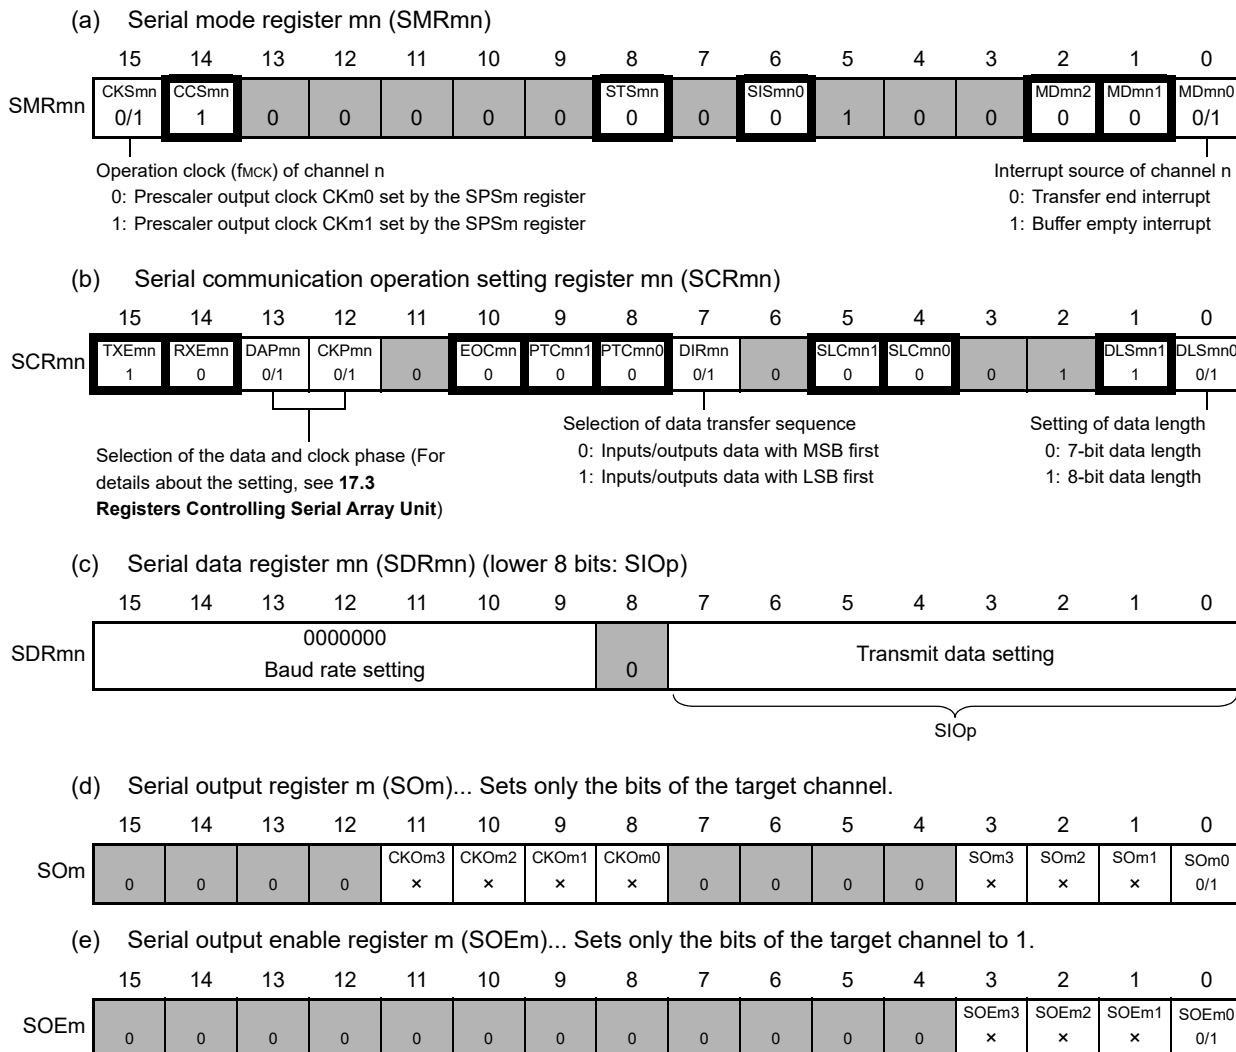 (a) Serial mode register mn (SMRmn)
15 14 13 12 11 10 9 8 7 6 5 4 3 2 1 0
SMRmn
CKSmn CCSmn STSmn SISmn0 MDmn2 MDmn1 MDmn0
0/1 1 0 0 0 0 0 0 0 0 1 0 0 0 0 0/1
Operation clock (fMCK) of channel n
0: Prescaler output clock CKm0 set by the SPSm register
1: Prescaler output clock CKm1 set by the SPSm register
Interrupt source of channel n
0: Transfer end interrupt
1: Buffer empty interrupt
(b) Serial communication operation setting register mn (SCRmn)
15 14 13 12 11 10 9 8 7 6 5 4 3 2 1 0
SCRmn
TXEmn RXEmn DAPmn CKPmn EOCmn PTCmn1 PTCmn0 DIRmn SLCmn1 SLCmn0 DLSmn1 DLSmn0
1 0 0/1 0/1 0 0 0 0 0/1 0 0 0 0 1 1 0/1
Selection of the data and clock phase (For
details about the setting, see 17.3
Registers Controlling Serial Array Unit)
Selection of data transfer sequence
0: Inputs/outputs data with MSB first
1: Inputs/outputs data with LSB first
Setting of data length
0: 7-bit data length
1: 8-bit data length
(c) Serial data register mn (SDRmn) (lower 8 bits: SIOp)
15 14 13 12 11 10 9 8 7 6 5 4 3 2 1 0
SDRmn
0000000
Baud rate setting
0
Transmit data setting
SIOp
(d) Serial output register m (SOm)... Sets only the bits of the target channel.
15 14 13 12 11 10 9 8 7 6 5 4 3 2 1 0
SOm
CKOm3 CKOm2 CKOm1 CKOm0 SOm3 SOm2 SOm1 SOm0
0 0 0 0 × × × × 0 0 0 0 × × × 0/1
(e) Serial output enable register m (SOEm)... Sets only the bits of the target channel to 1.
15 14 13 12 11 10 9 8 7 6 5 4 3 2 1 0
SOEm
SOEm3 SOEm2 SOEm1 SOEm0
0 0 0 0 0 0 0 0 0 0 0 0 × × × 0/1